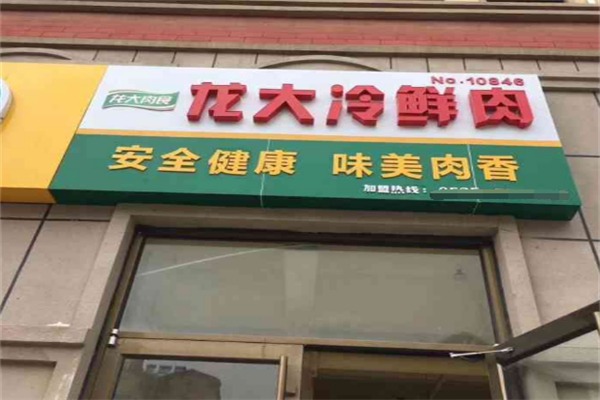 No.10846
龙大肉食 龙大冷鲜肉
安全健康 味美肉香
加盟热线: